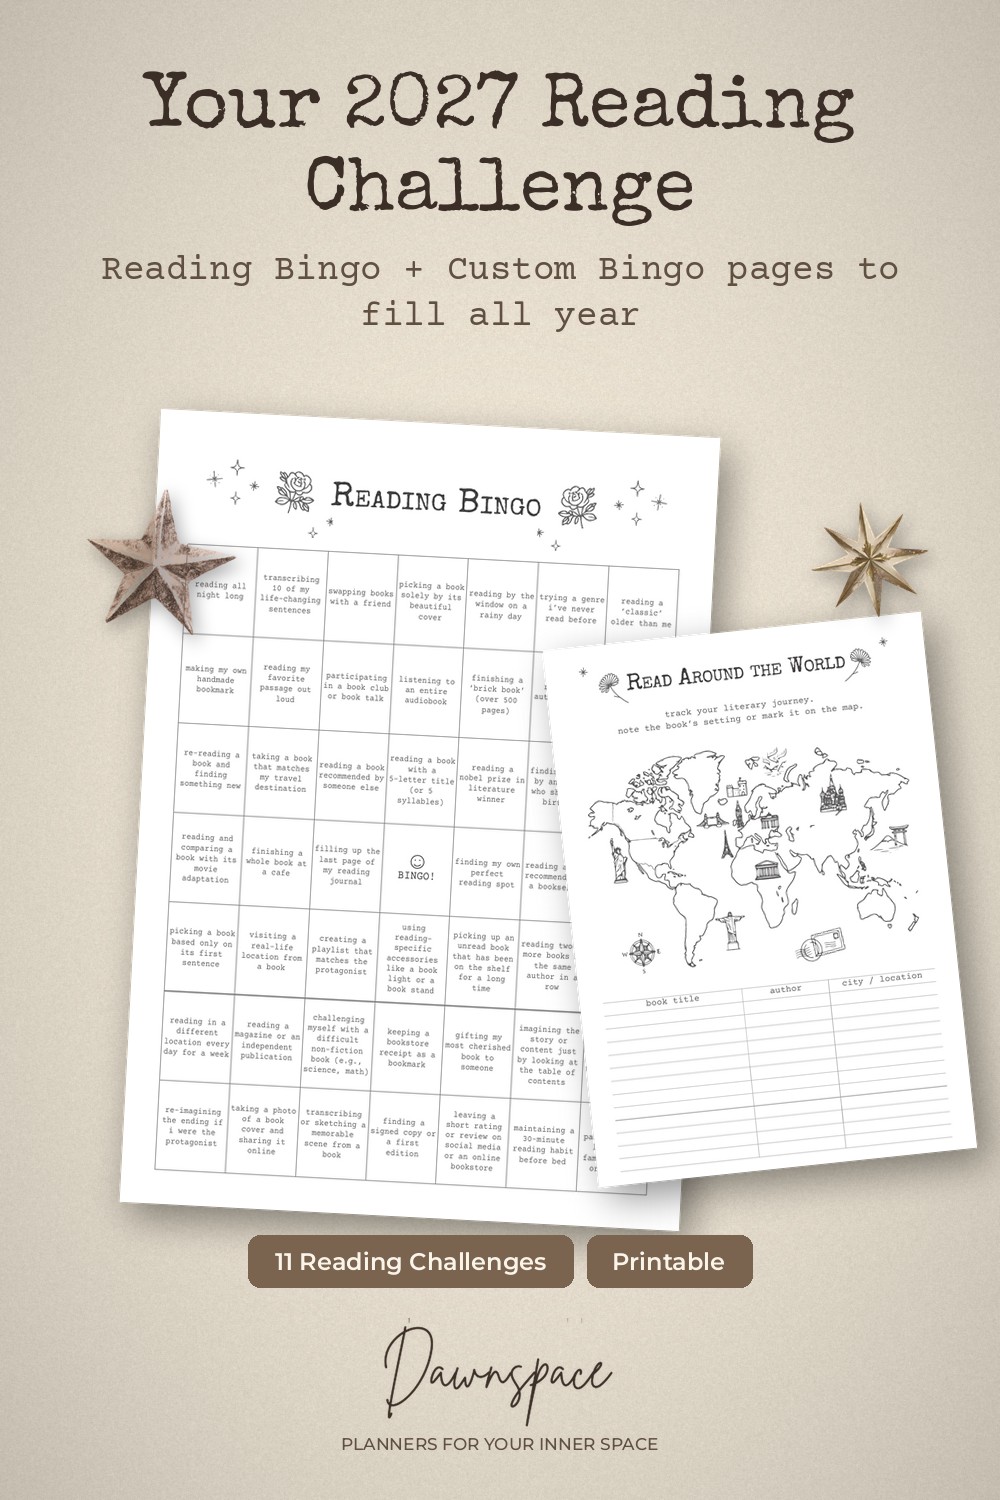 Your 2027 Reading
Challenge
Reading Bingo + Custom Bingo pages to
fill all year
READING BINGO
reading all
night long
transcribing
10 of my
life-changing
sentences
swapping books
with a friend
picking a book
solely by its
beautiful
cover
reading by the
window on a
rainy day
trying a genre
i've never
read before
reading a
'classic'
older than me
making my own
handmade
bookmark
reading my
favorite
passage out
loud
participating
in a book club
or book talk
listening to
an entire
audiobook
finishing a
'brick book'
(over 500
pages)
re-reading a
book and
finding
something new
taking a book
that matches
my travel
destination
reading a book
recommended by
someone else
reading a book
with a
5-letter title
(or 5
syllables)
reading a
nobel prize in
literature
winner
reading and
comparing a
book with its
movie
adaptation
finishing a
whole book at
a cafe
filling up the
last page of
my reading
journal
BINGO!
finding my own
perfect
reading spot
picking a book
based only on
its first
sentence
visiting a
real-life
location from
a book
creating a
playlist that
matches the
protagonist
using
reading-
specific
accessories
like a book
light or a
book stand
picking up an
unread book
that has been
on the shelf
for a long
time
reading two
more books
the same
author in a
row
reading in a
different
location every
day for a week
reading a
magazine or an
independent
publication
challenging
myself with a
difficult
non-fiction
book (e.g.,
science, math)
keeping a
bookstore
receipt as a
bookmark
gifting my
most cherished
book to
someone
imagining the
story or
content just
by looking at
the table of
contents
re-imagining
the ending if
i were the
protagonist
taking a photo
of a book
cover and
sharing it
online
transcribing
or sketching a
memorable
scene from a
book
finding a
signed copy or
a first
edition
leaving a
short rating
or review on
social media
or an online
bookstore
maintaining a
30-minute
reading habit
before bed
READ AROUND THE WORLD
track your literary journey.
note the book's setting or mark it on the map.
N
W E
S
book title author city / location
11 Reading Challenges Printable
Dawnspace
PLANNERS FOR YOUR INNER SPACE